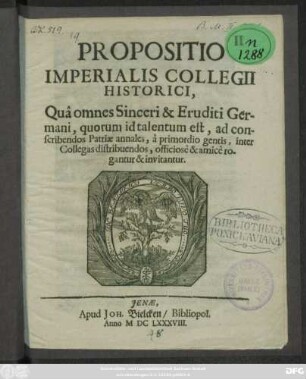 II n
1288
PROPOSITIO
IMPERIALIS COLLEGII
HISTORICI,
Quâ omnes Sinceri & Eruditi Ger-
mani, quorum id talentum est, ad con-
scribendos Patriæ annales, â primordio gentis, inter
Collegas distribuendos, officiosè & amicè ro-
gantur & invitantur.
BIBLIOTHECA
PONICKAVIANA
JENÆ,
Apud JOH. Bielcken / Bibliopol.
Anno M DC LXXXVIII.